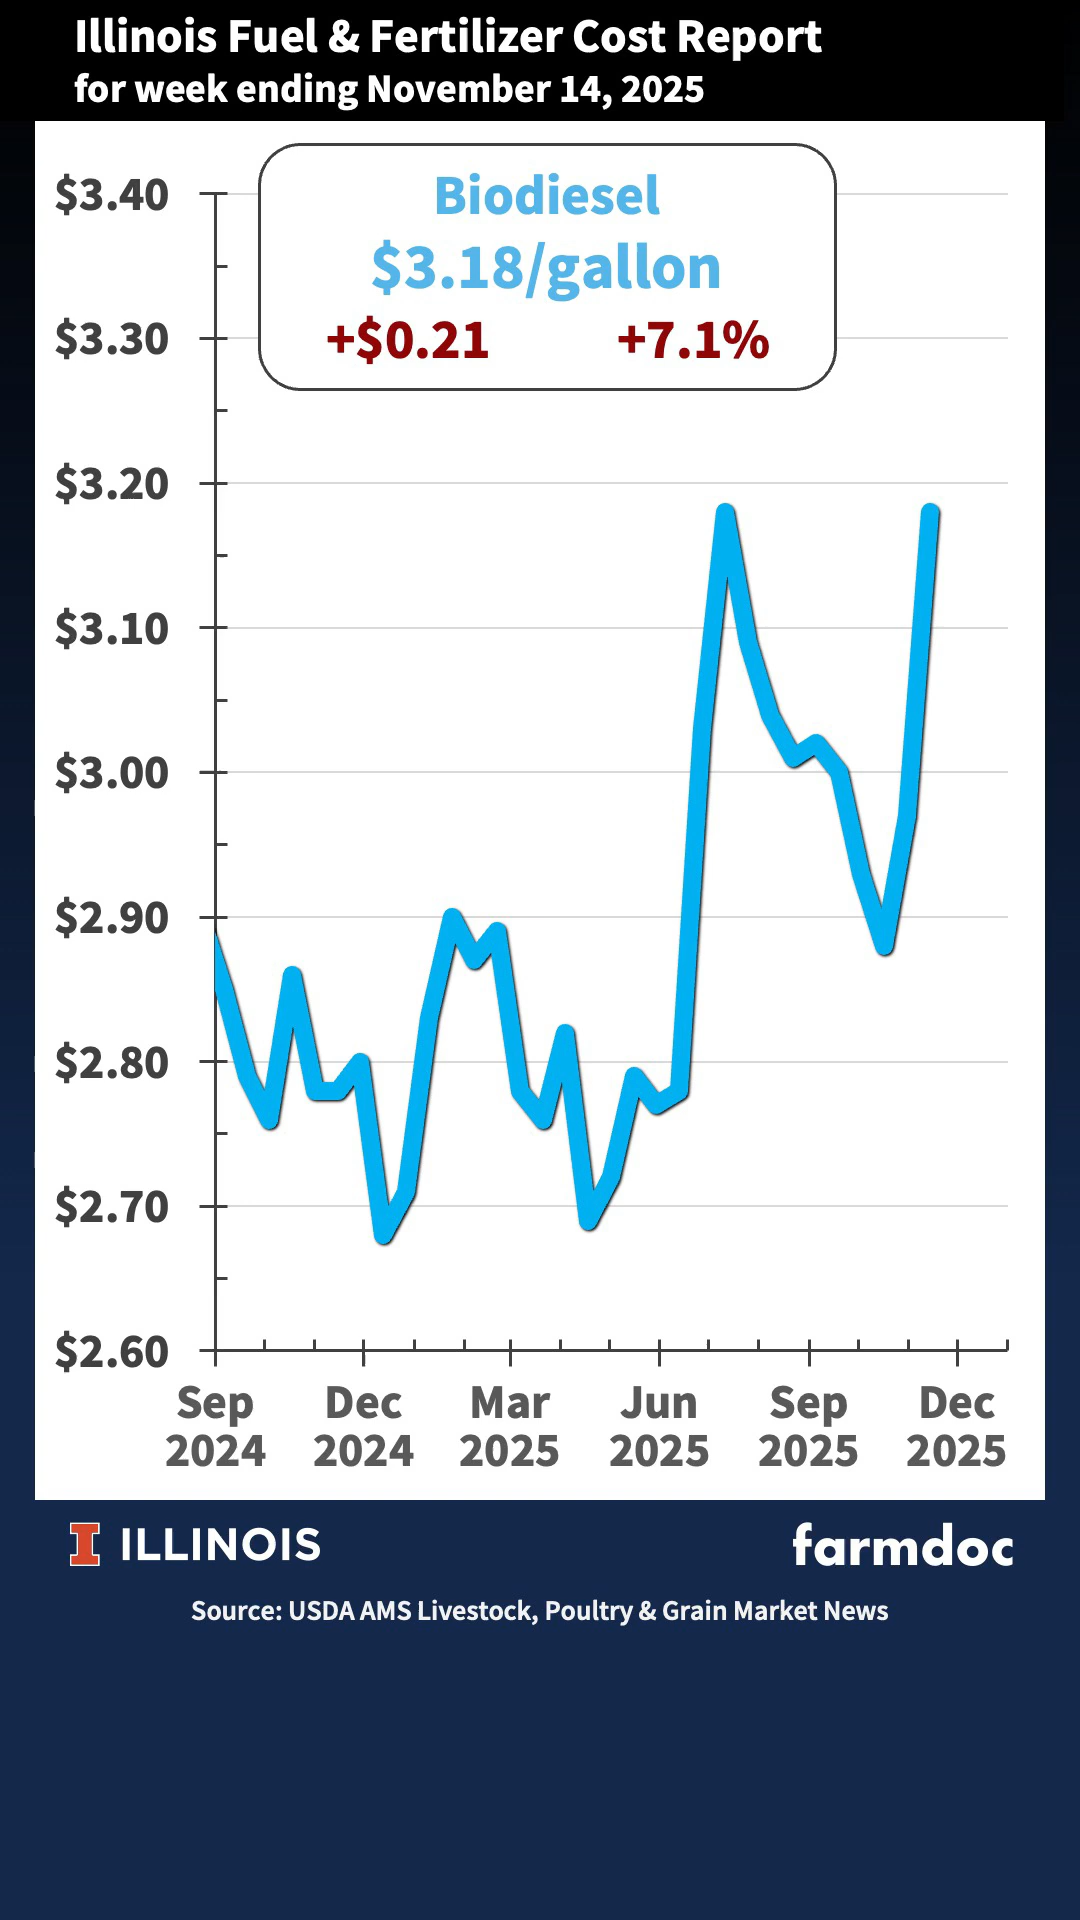 Illinois Fuel & Fertilizer Cost Report
for week ending November 14, 2025
Biodiesel
$3.18/gallon
+$0.21 +7.1%
$3.40
$3.30
$3.20
$3.10
$3.00
$2.90
$2.80
$2.70
$2.60
Sep Dec Mar Jun Sep Dec
2024 2024 2025 2025 2025 2025
I ILLINOIS farmdoc
Source: USDA AMS Livestock, Poultry & Grain Market News